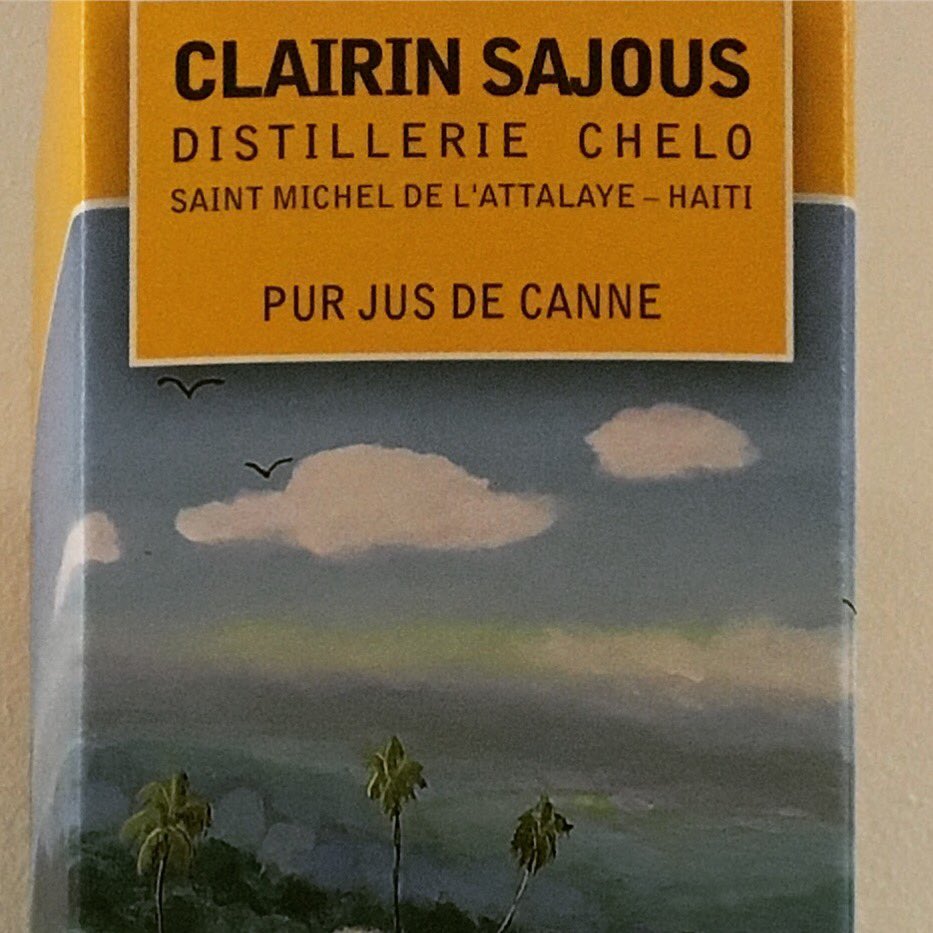 CLAIRIN SAJOUS
DISTILLERIE CHELO
SAINT MICHEL DE L'ATTALAYE – HAITI
PUR JUS DE CANNE